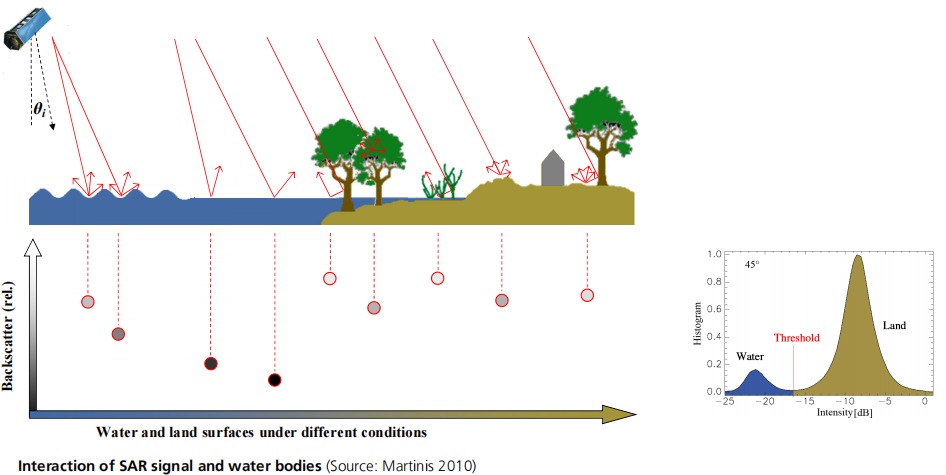 θi
Backscatter (rel.)
Water and land surfaces under different conditions
Interaction of SAR signal and water bodies (Source: Martinis 2010)
45°
Histogram
1.0
0.8
0.6
0.4
0.2
0.0
Water
Threshold
Land
−25 −20 −15 −10 −5 0
Intensity[dB]